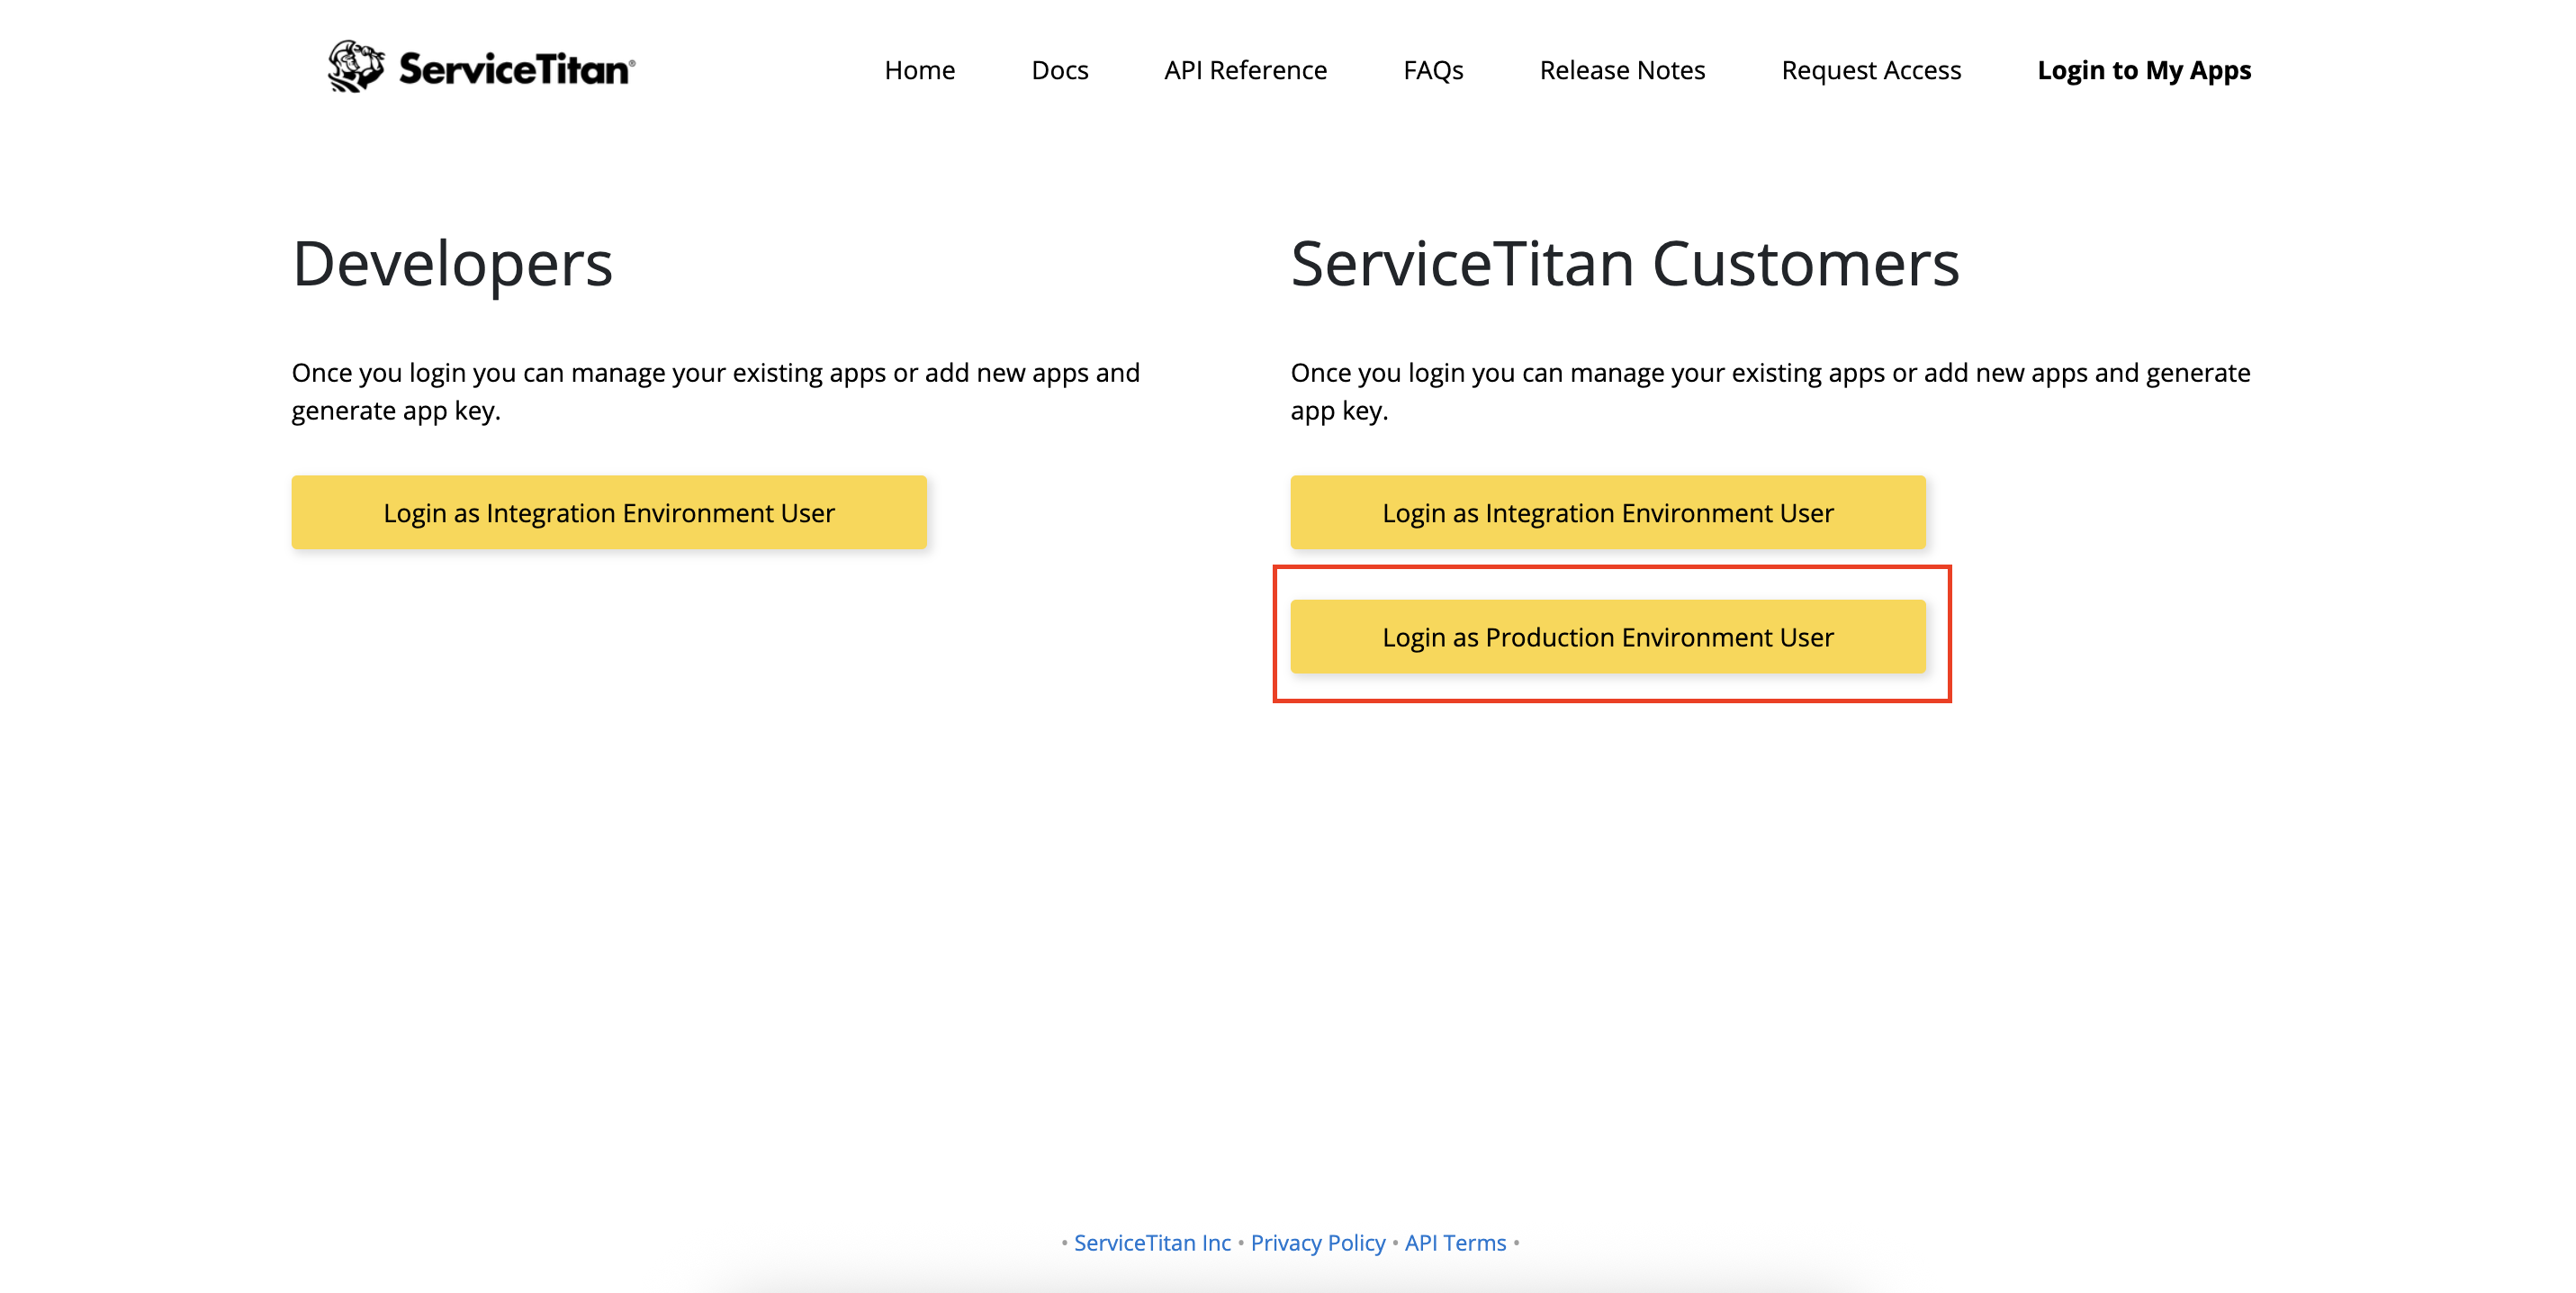 ServiceTitan®
Home Docs API Reference FAQs Release Notes Request Access Login to My Apps
Developers
Once you login you can manage your existing apps or add new apps and
generate app key.
Login as Integration Environment User
ServiceTitan Customers
Once you login you can manage your existing apps or add new apps and generate
app key.
Login as Integration Environment User
Login as Production Environment User
• ServiceTitan Inc • Privacy Policy • API Terms •